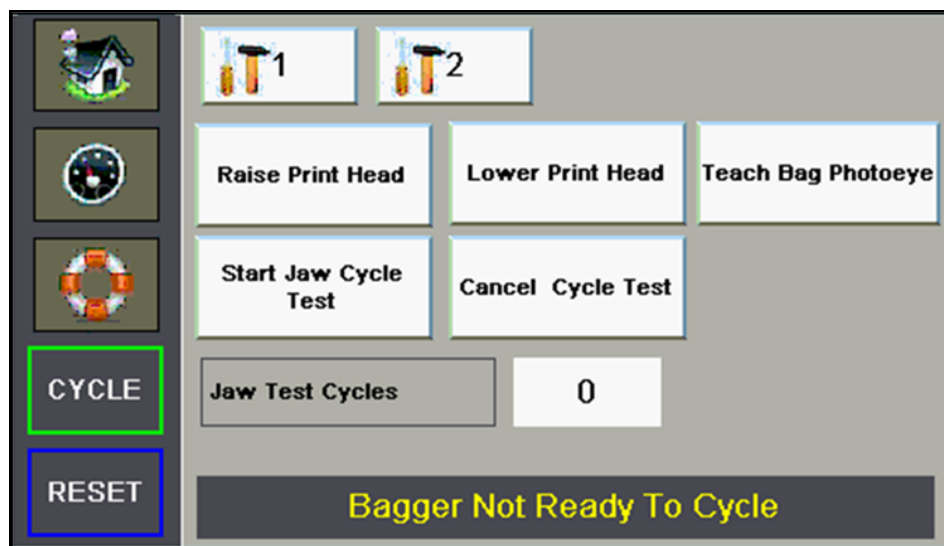 1
2
Raise Print Head
Lower Print Head
Teach Bag Photoeye
Start Jaw Cycle
Test
Cancel Cycle Test
CYCLE
Jaw Test Cycles
0
RESET
Bagger Not Ready To Cycle